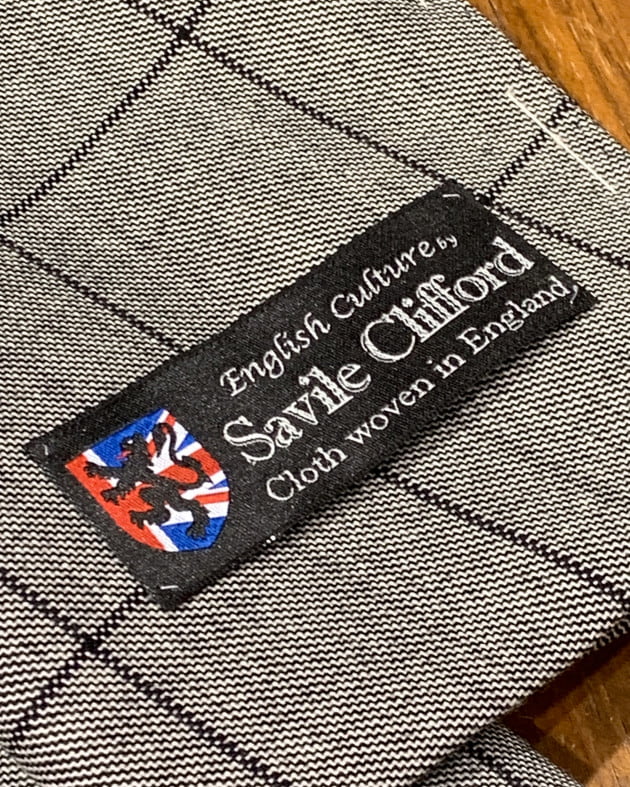 English Culture by
Savile Clifford
Cloth woven in England